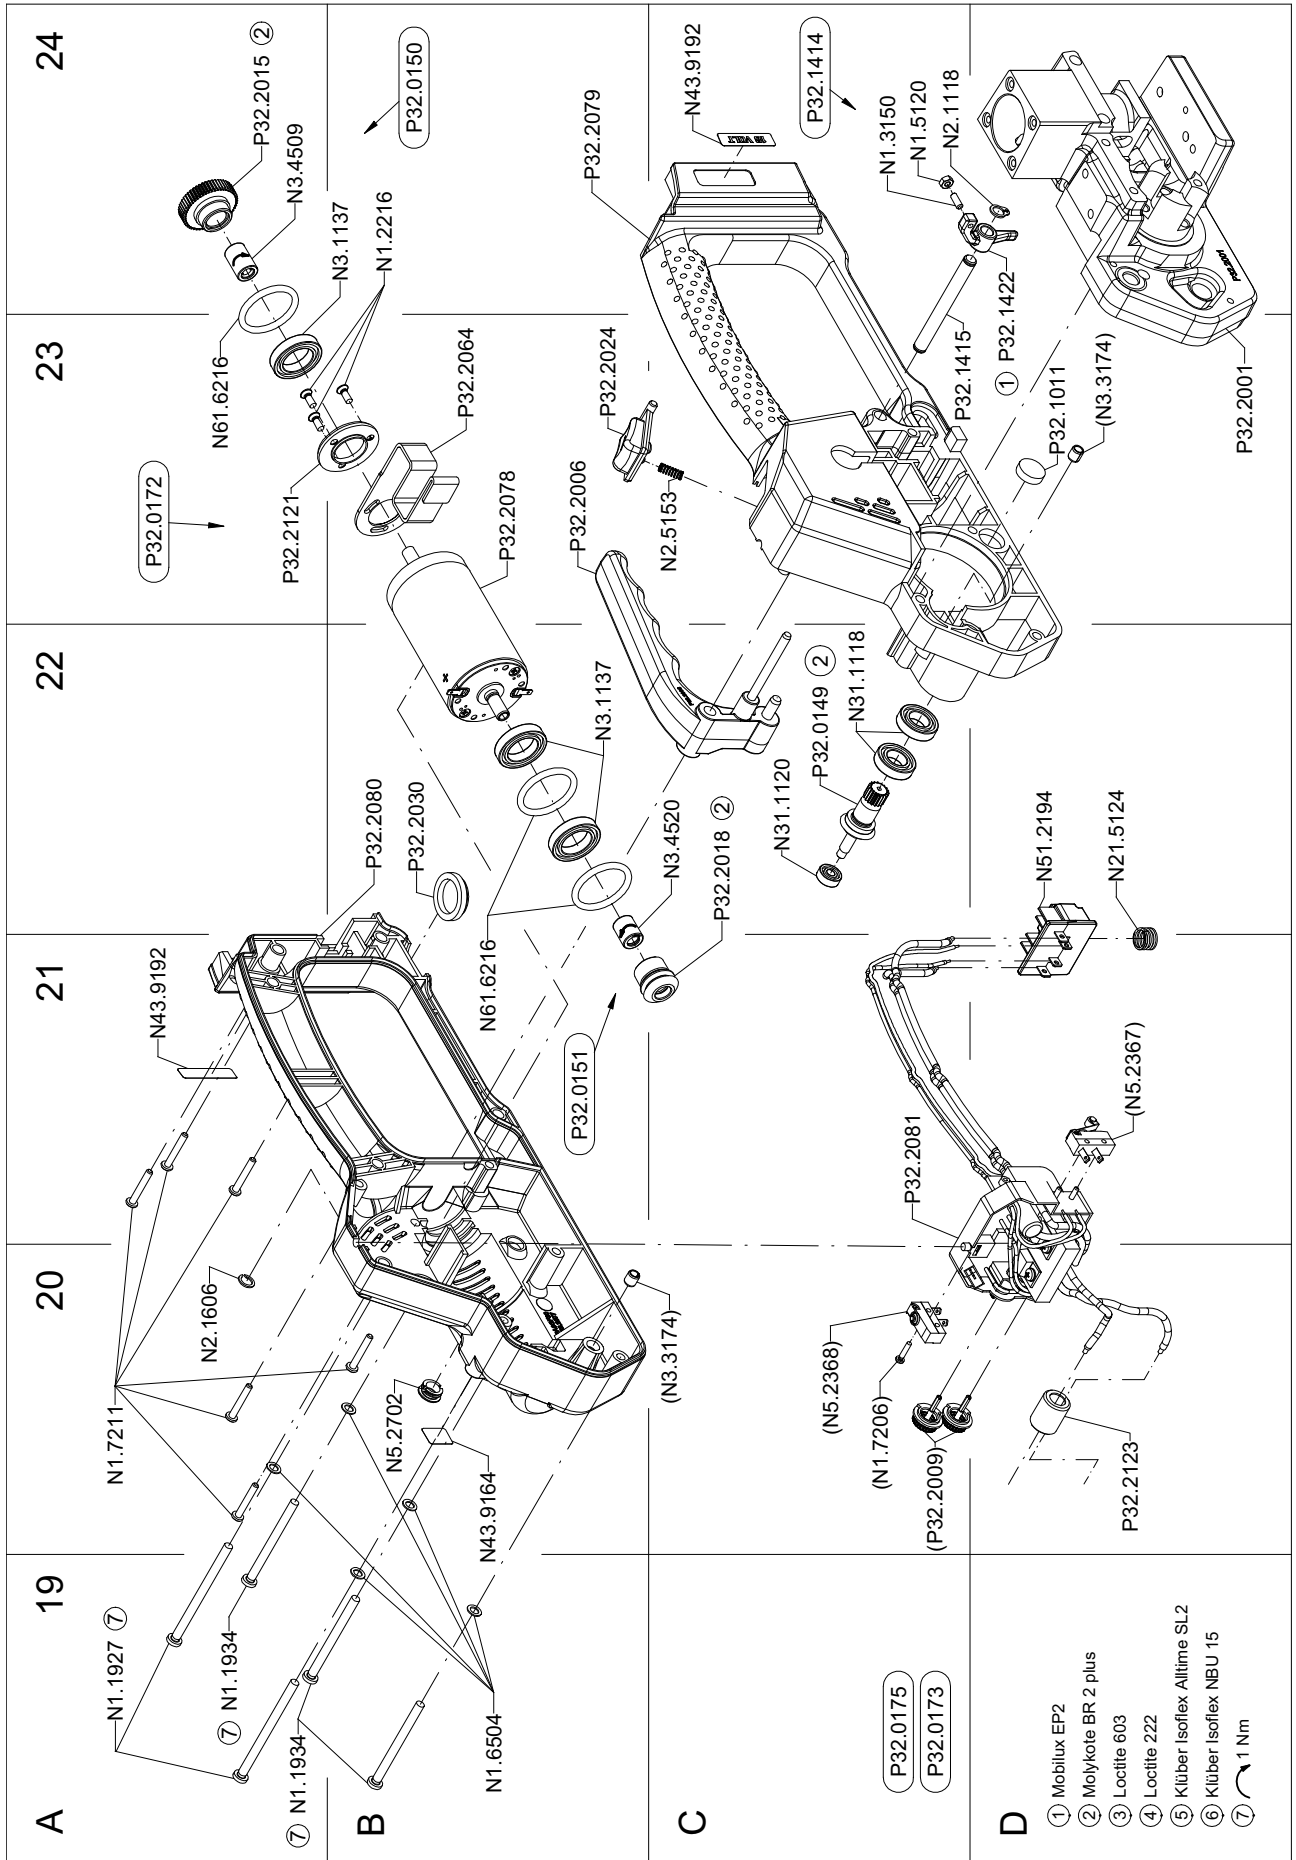 A
B
C
D
19
20
21
22
23
24
N1.1927 ⑦
⑦ N1.1934
⑦ N1.1934
N1.6504
N1.7211
N2.1606
N5.2702
N43.9164
(N3.3174)
N43.9192
P32.2080
P32.2030
N61.6216
P32.0151
N3.1137
N3.4520
P32.2018 ②
P32.0172
N61.6216
P32.2121
P32.2015 ②
N3.4509
N3.1137
N1.2216
P32.0150
P32.2064
P32.2078
P32.2006
P32.2024
N2.5153
P32.2079
N43.9192
P32.1414
N1.3150
N1.5120
N2.1118
① P32.1422
P32.1415
P32.1011
(N3.3174)
P32.2001
P32.2001
N31.1120
P32.0149 ②
N31.1118
N51.2194
N21.5124
P32.2081
(N5.2367)
(N5.2368)
(N1.7206)
(P32.2009)
P32.2123
P32.0175
P32.0173
① Mobilux EP2
② Molykote BR 2 plus
③ Loctite 603
④ Loctite 222
⑤ Klüber Isoflex Alltime SL2
⑥ Klüber Isoflex NBU 15
⑦ 1 Nm